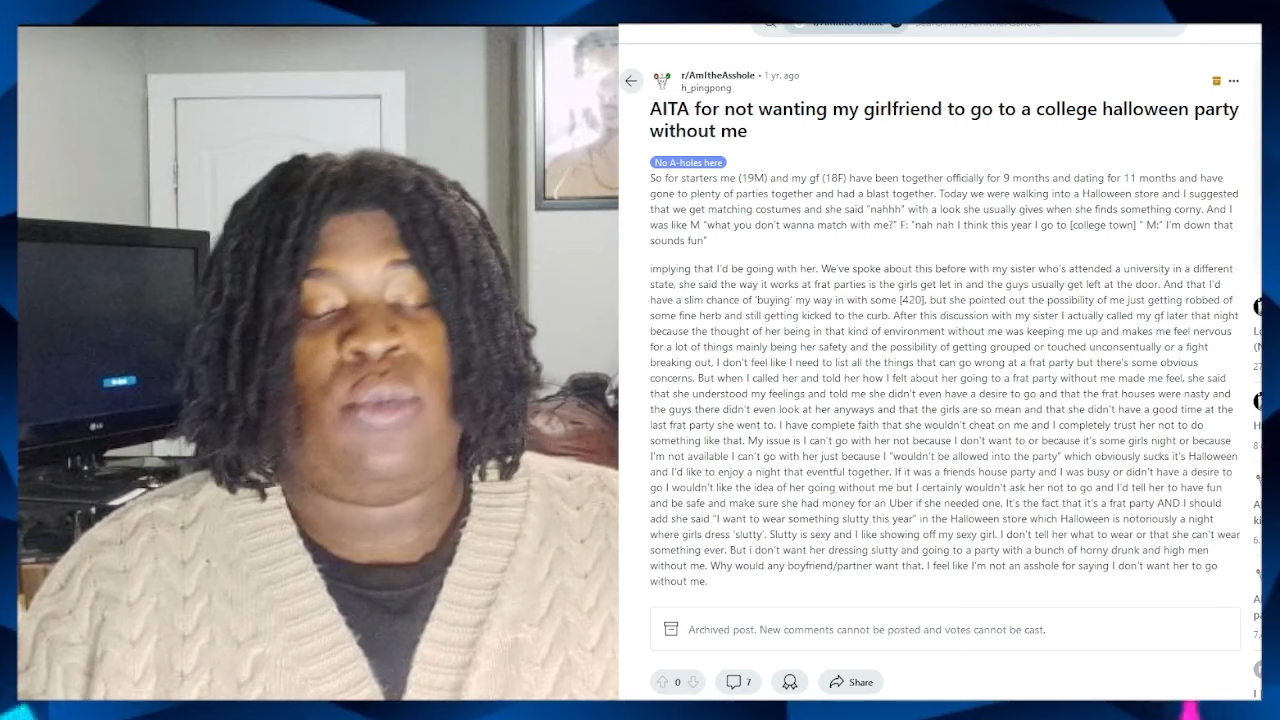 r/AmItheAsshole • 1 yr. ago
h_pingpong
AITA for not wanting my girlfriend to go to a college halloween party
without me
No A-holes here
So for starters me (19M) and my gf (18F) have been together officially for 9 months and dating for 11 months and have
gone to plenty of parties together and had a blast together. Today we were walking into a Halloween store and I suggested
that we get matching costumes and she said "nahhh" with a look she usually gives when she finds something corny. And I
was like M "what you don't wanna match with me?" F: "nah nah I think this year I go to [college town] " M:" I'm down that
sounds fun"
implying that I'd be going with her. We've spoke about this before with my sister who's attended a university in a different
state, she said the way it works at frat parties is the girls get let in and the guys usually get left at the door. And that I'd
have a slim chance of 'buying' my way in with some [420], but she pointed out the possibility of me just getting robbed of
some fine herb and still getting kicked to the curb. After this discussion with my sister I actually called my gf later that night
because the thought of her being in that kind of environment without me was keeping me up and makes me feel nervous
for a lot of things mainly being her safety and the possibility of getting grouped or touched unconsentually or a fight
breaking out, I don't feel like I need to list all the things that can go wrong at a frat party but there's some obvious
concerns. But when I called her and told her how I felt about her going to a frat party without me made me feel, she said
that she understood my feelings and told me she didn't even have a desire to go and that the frat houses were nasty and
the guys there didn't even look at her anyways and that the girls are so mean and that she didn't have a good time at the
last frat party she went to. I have complete faith that she wouldn't cheat on me and I completely trust her not to do
something like that. My issue is I can't go with her not because I don't want to or because it's some girls night or because
I'm not available I can't go with her just because I "wouldn't be allowed into the party" which obviously sucks it's Halloween
and I'd like to enjoy a night that eventful together. If it was a friends house party and I was busy or didn't have a desire to
go I wouldn't like the idea of her going without me but I certainly wouldn't ask her not to go and I'd tell her to have fun
and be safe and make sure she had money for an Uber if she needed one. It's the fact that it's a frat party AND I should
add she said "I want to wear something slutty this year" in the Halloween store which Halloween is notoriously a night
where girls dress 'slutty'. Slutty is sexy and I like showing off my sexy girl. I don't tell her what to wear or that she can't wear
something ever. But i don't want her dressing slutty and going to a party with a bunch of horny drunk and high men
without me. Why would any boyfriend/partner want that. I feel like I'm not an asshole for saying I don't want her to go
without me.
Archived post. New comments cannot be posted and votes cannot be cast.
0
7
Share
LG